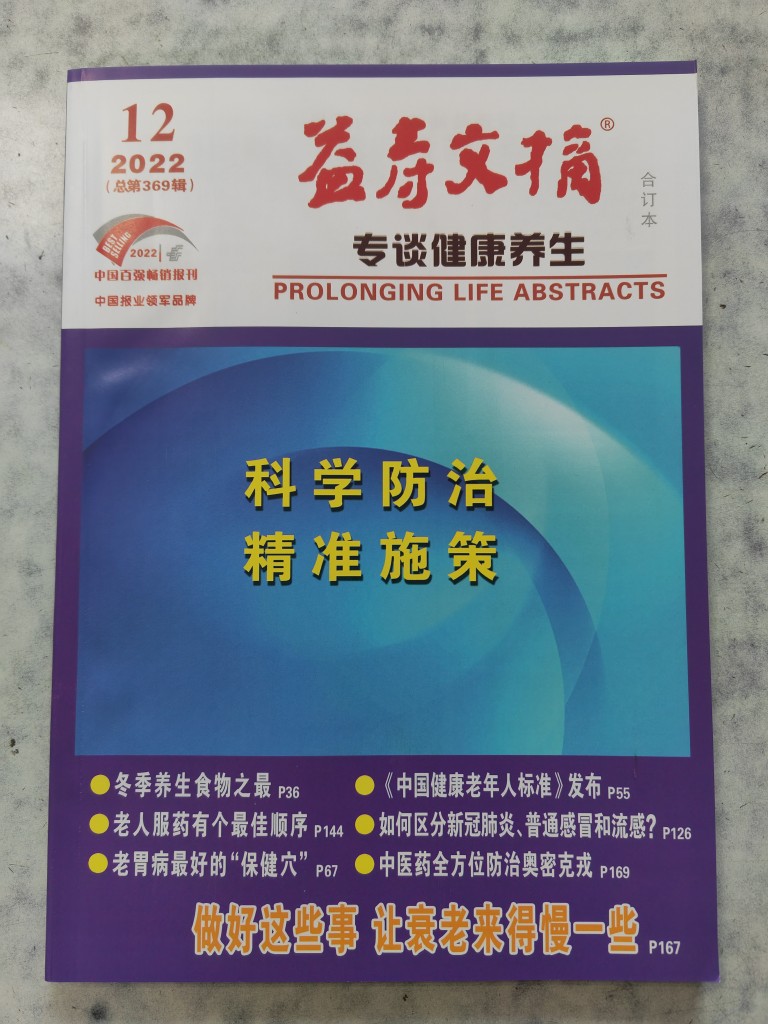 12
2022
（总第369辑）
BEST SELLING
2022
中国百强畅销报刊
中国报业领军品牌
益寿文摘®
合订本
专谈健康养生
PROLONGING LIFE ABSTRACTS
科学防治
精准施策
●冬季养生食物之最 P36
●《中国健康老年人标准》发布 P55
●老人服药有个最佳顺序 P144
●如何区分新冠肺炎、普通感冒和流感？P126
●老胃病最好的“保健穴” P67
●中医药全方位防治奥密克戎 P169
做好这些事 让衰老来得慢一些 P167